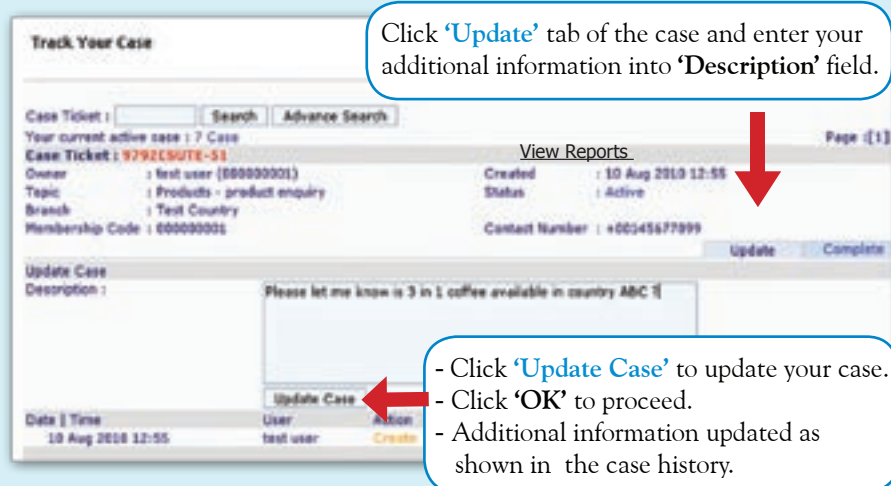 Track Your Case
Click ‘Update’ tab of the case and enter your
additional information into ‘Description’ field.
Case Ticket : Search Advance Search
Your current active case : 7 Case Page :[1]
Case Ticket : 9792CSUTE-51
View Reports
Owner : test user (000000001) Created : 10 Aug 2010 12:55
Topic : Products - product enquiry Status : Active
Branch : Test Country
Membership Code : 000000001 Contact Number : +00145677899
Update Complete
Update Case
Description : Please let me know is 3 in 1 coffee available in country ABC ?
- Click ‘Update Case’ to update your case.
- Click ‘OK’ to proceed.
- Additional information updated as
shown in the case history.
Update Case
Date | Time User Action
10 Aug 2010 12:55 test user Create